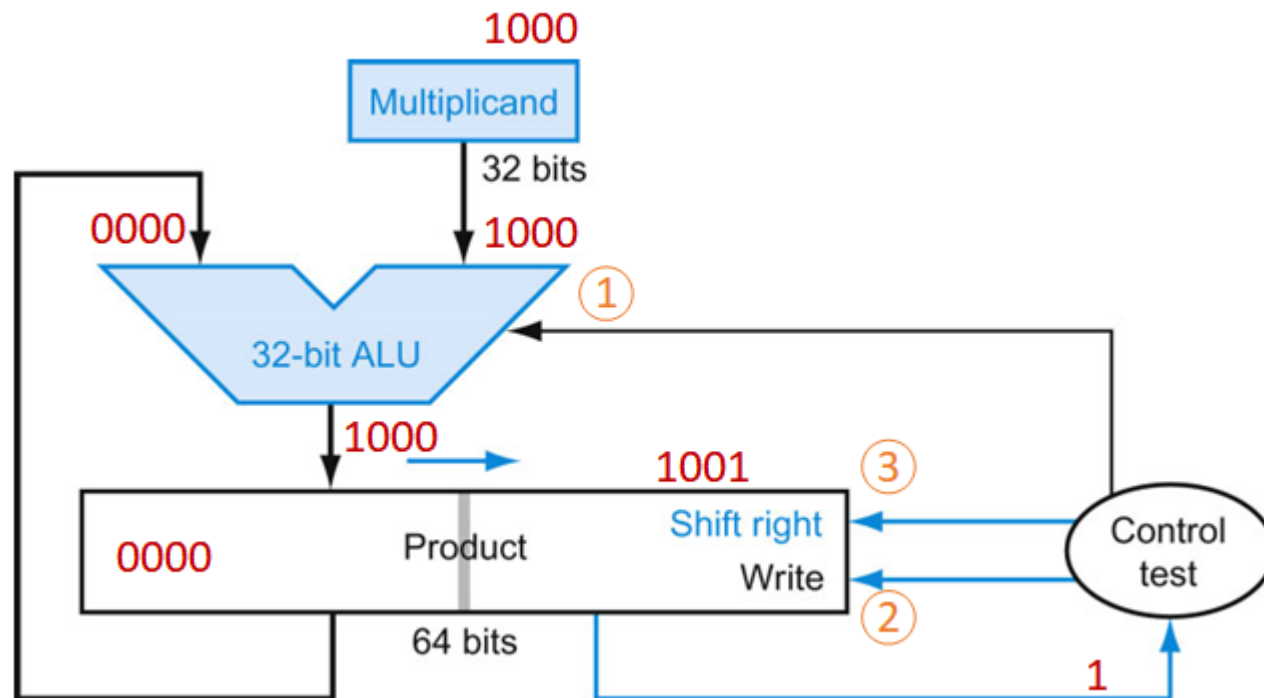 1000
Multiplicand
32 bits
0000
1000
1
32-bit ALU
1000
1001
3
Shift right
Control
test
0000
Product
Write
2
64 bits
1